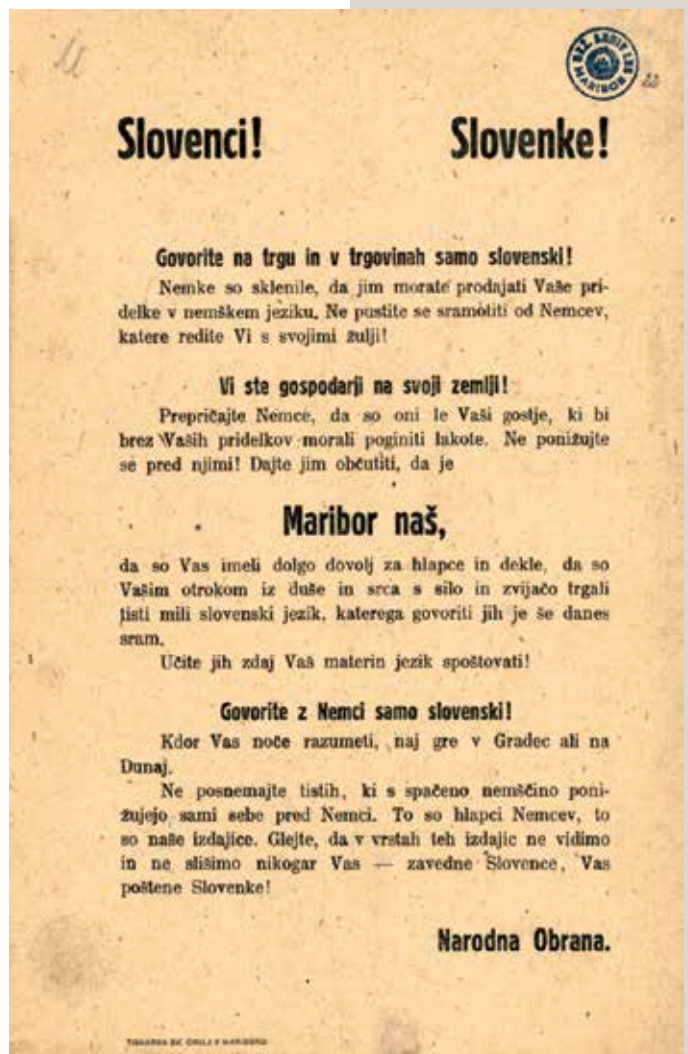 Slovenci! Slovenke!
Govorite na trgu in v trgovinah samo slovenski!
Nemke so sklenile, da jim morate prodajati Vaše pri-
delke v nemškem jeziku. Ne pustite se sramotiti od Nemcev,
katere redite Vi s svojimi žulji!
Vi ste gospodarji na svoji zemlji!
Prepričajte Nemce, da so oni le Vaši gostje, ki bi
brez Vaših pridelkov morali poginiti lakote. Ne ponižujte
se pred njimi! Dajte jim občutiti, da je
Maribor naš,
da so Vas imeli dolgo dovolj za hlapce in dekle, da so
Vašim otrokom iz duše in srca s silo in zvijačo trgali
tisti mili slovenski jezik, katerega govoriti jih je še danes
sram.
Učite jih zdaj Vaš materin jezik spoštovati!
Govorite z Nemci samo slovenski!
Kdor Vas noče razumeti, naj gre v Gradec ali na
Dunaj.
Ne posnemajte tistih, ki s spačeno nemščino poni-
žujejo sami sebe pred Nemci. To so hlapci Nemcev, to
so naše izdajice. Glejte, da v vrstah teh izdajic ne vidimo
in ne slišimo nikogar Vas — zavedne Slovence, Vas
poštene Slovenke!
Narodna Obrana.
TISKARNA SV. CIRILA V MARIBORU